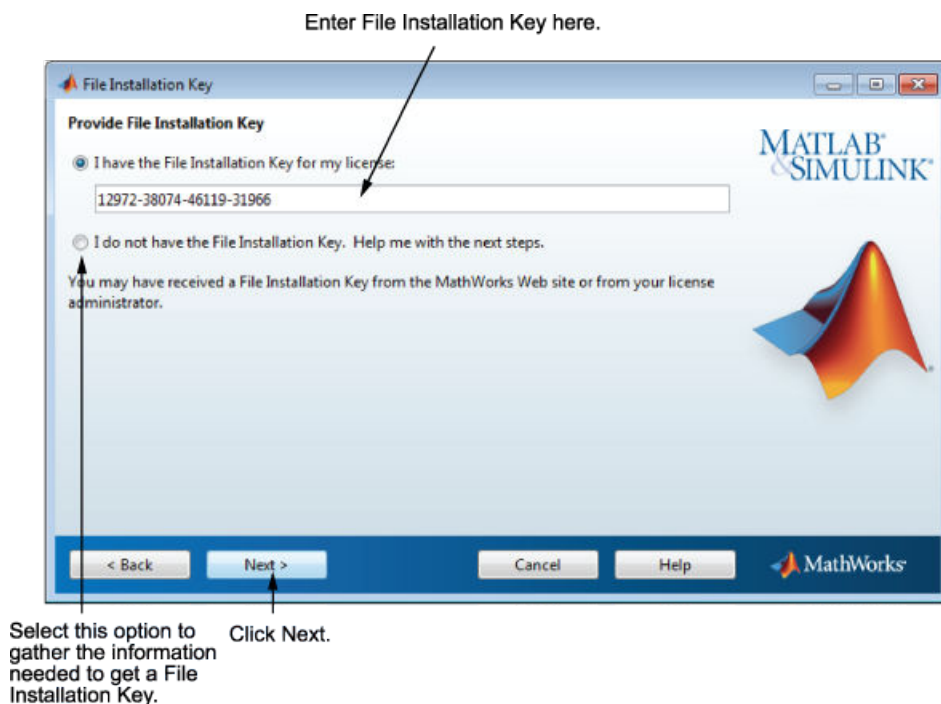 Enter File Installation Key here.
File Installation Key
Provide File Installation Key
I have the File Installation Key for my license:
12972-38074-46119-31966
I do not have the File Installation Key. Help me with the next steps.
You may have received a File Installation Key from the MathWorks Web site or from your license
administrator.
MATLAB®
&SIMULINK®
< Back
Next >
Cancel
Help
MathWorks®
Select this option to
gather the information
needed to get a File
Installation Key.
Click Next.